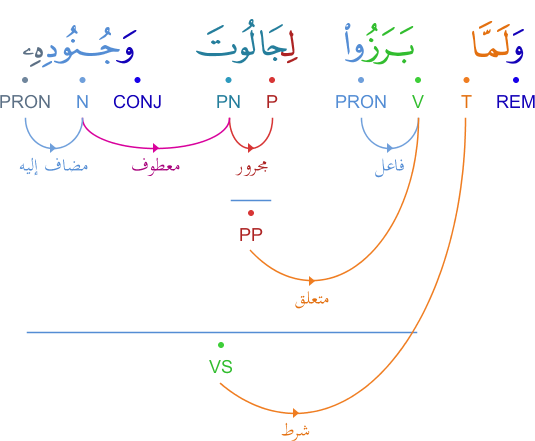 وَلَمَّا بَرَزُوا۟ لِجَالُوتَ وَجُنُودِهِۦ
REM T V PRON P PN CONJ N PRON
فاعل مجرور معطوف مضاف إليه
PP
متعلق
VS
شرط